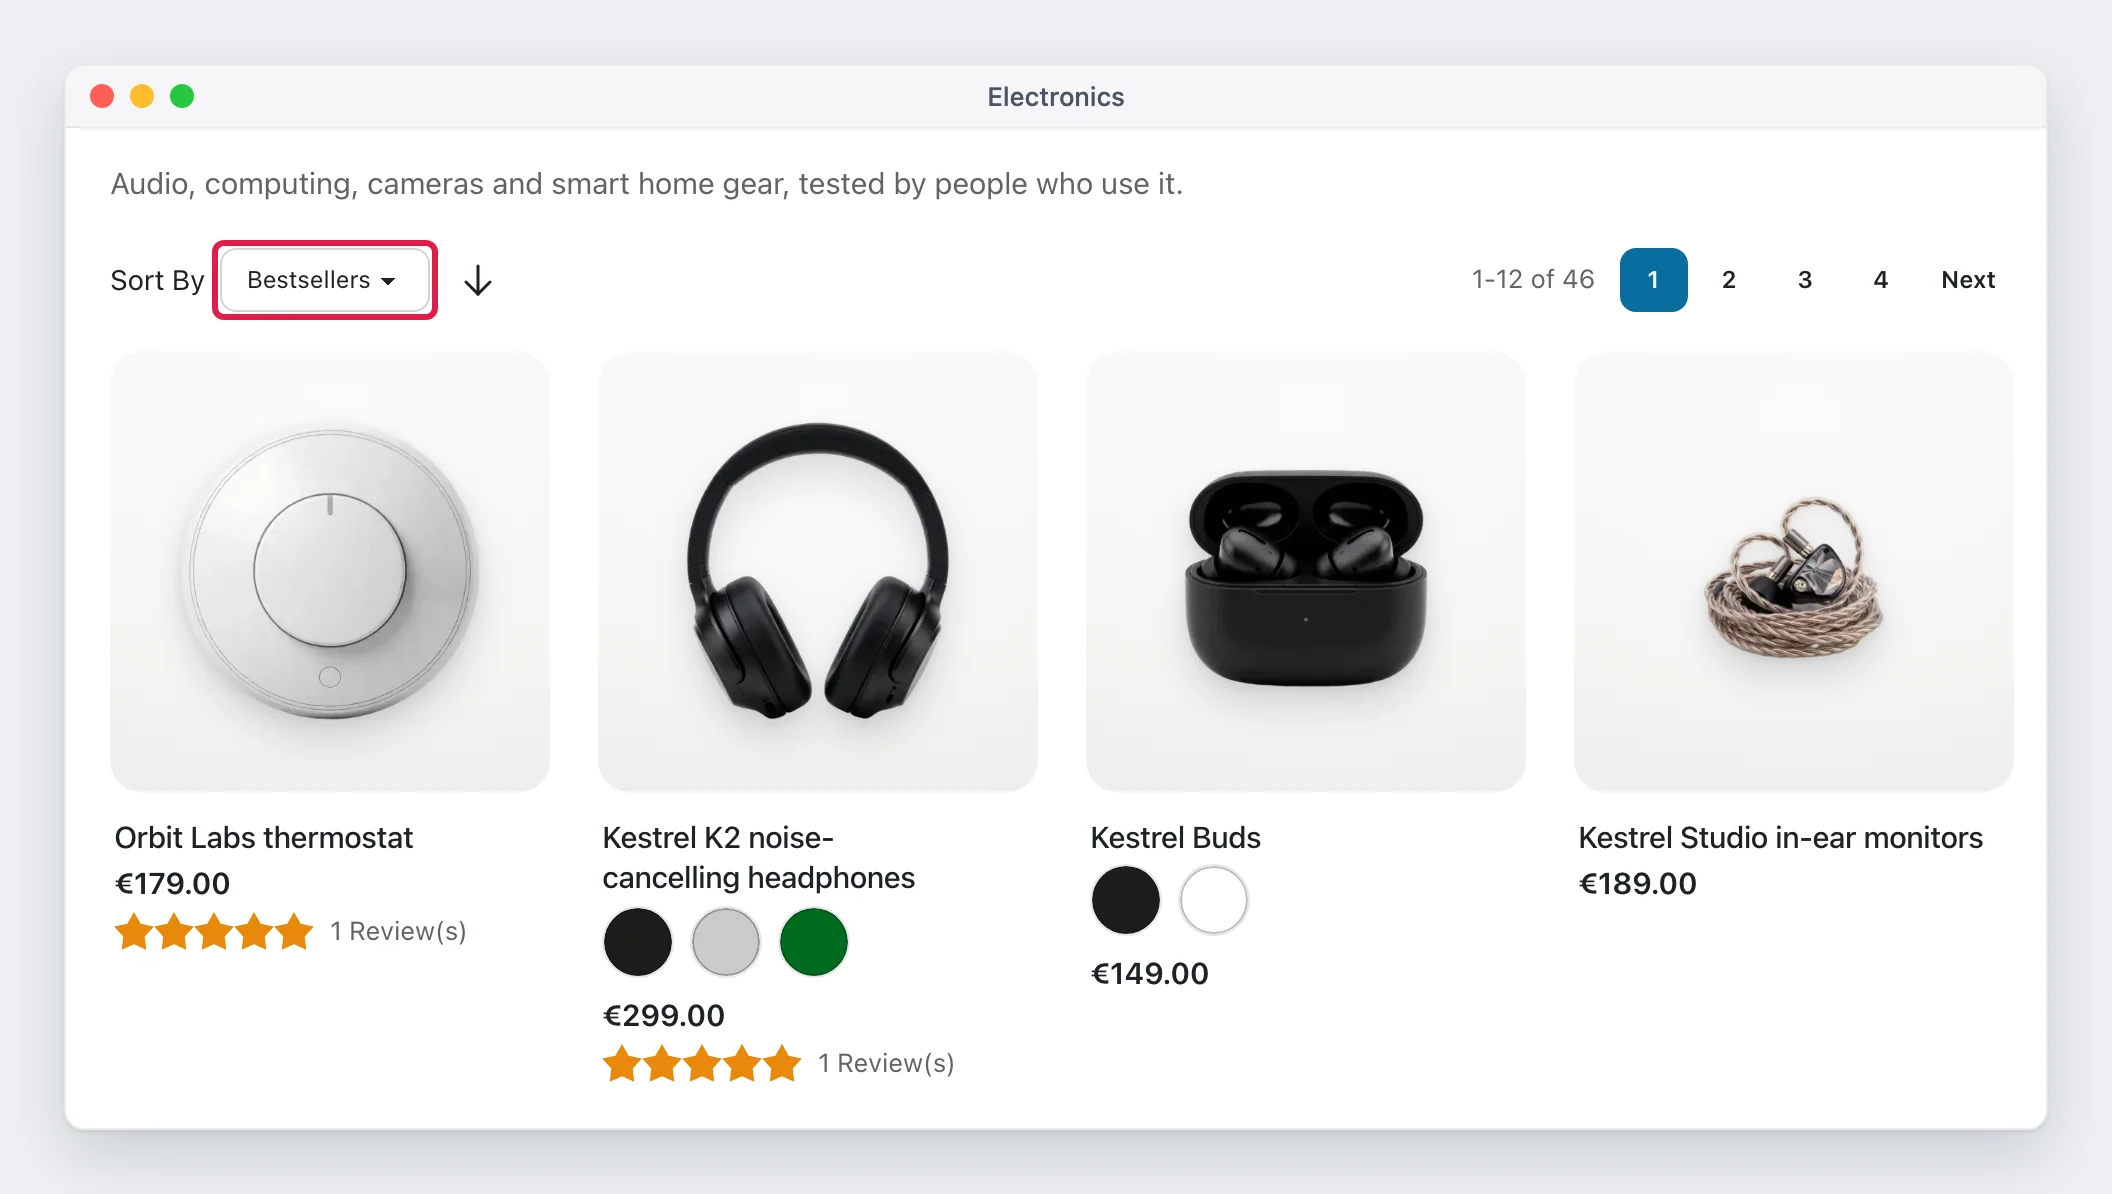 Electronics
Audio, computing, cameras and smart home gear, tested by people who use it.
Sort By Bestsellers 1-12 of 46 1 2 3 4 Next
Orbit Labs thermostat
€179.00
1 Review(s)
Kestrel K2 noise-
cancelling headphones
€299.00
1 Review(s)
Kestrel Buds
€149.00
Kestrel Studio in-ear monitors
€189.00